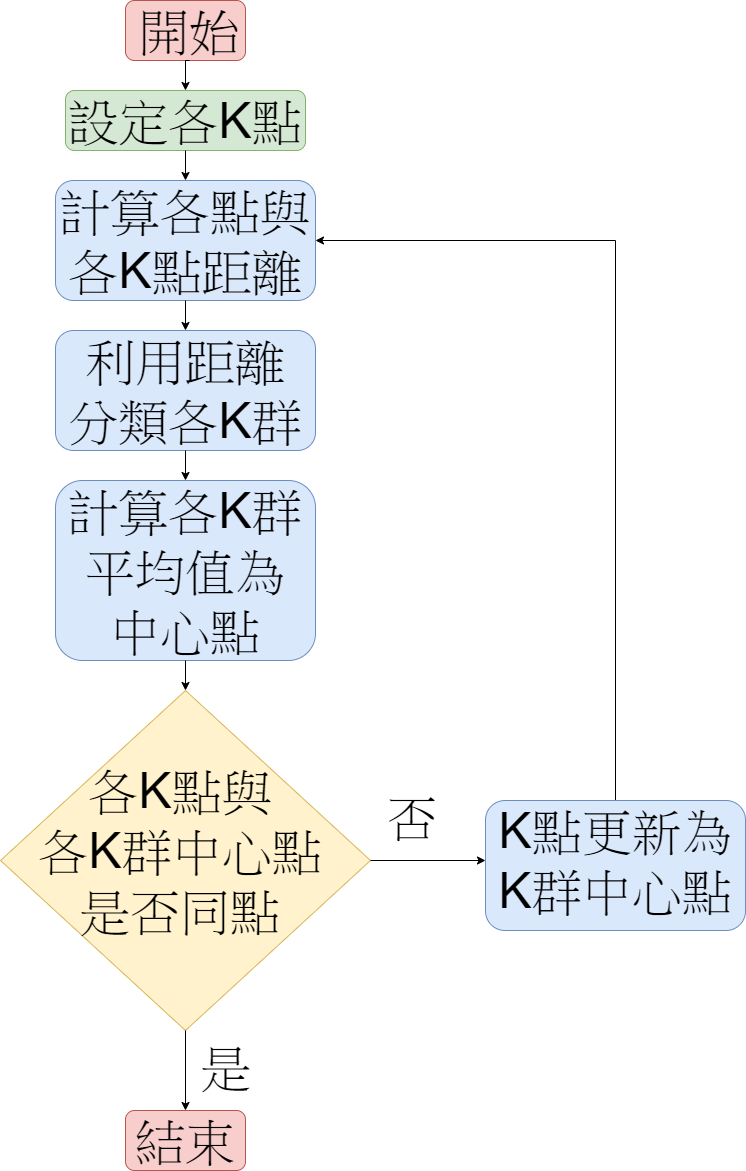 開始
設定各K點
計算各點與
各K點距離
利用距離
分類各K群
計算各K群
平均值為
中心點
各K點與
各K群中心點
是否同點
否
K點更新為
K群中心點
是
結束